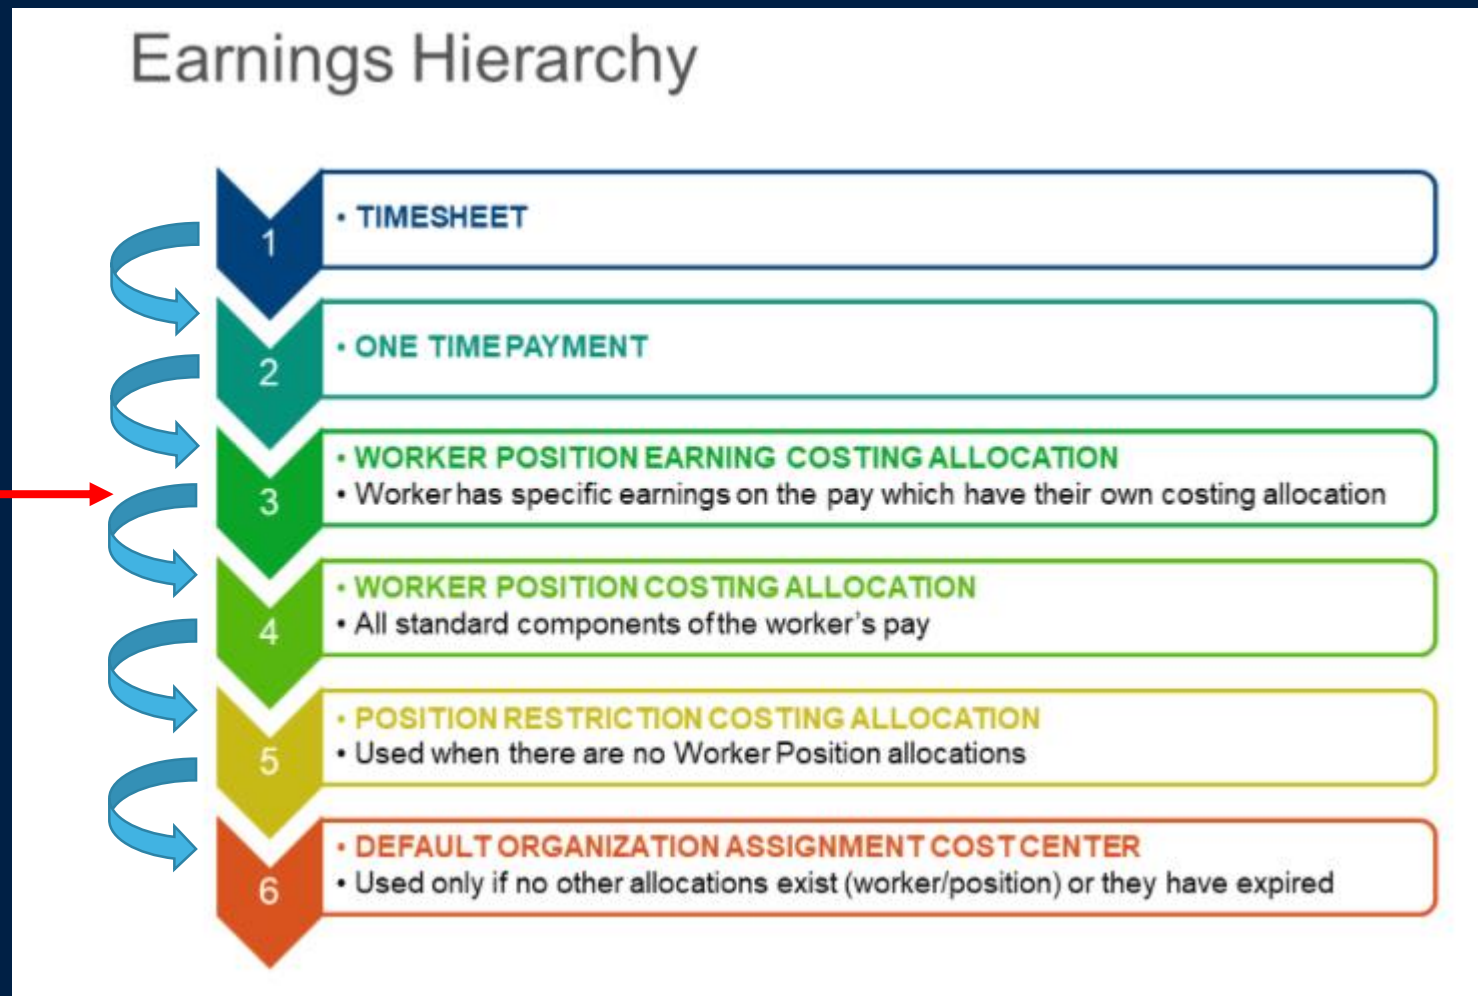 Earnings Hierarchy
1
• TIMESHEET
2
• ONE TIME PAYMENT
3
• WORKER POSITION EARNING COSTING ALLOCATION
• Worker has specific earnings on the pay which have their own costing allocation
4
• WORKER POSITION COSTING ALLOCATION
• All standard components of the worker's pay
5
• POSITION RESTRICTION COSTING ALLOCATION
• Used when there are no Worker Position allocations
6
• DEFAULT ORGANIZATION ASSIGNMENT COST CENTER
• Used only if no other allocations exist (worker/position) or they have expired